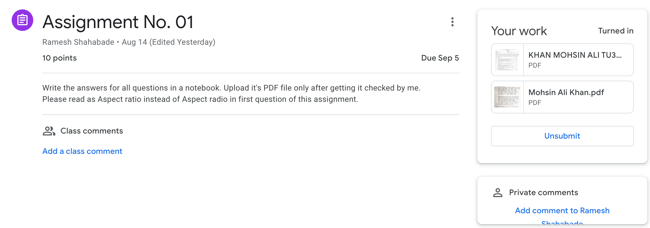 Assignment No. 01
Ramesh Shahabade • Aug 14 (Edited Yesterday)
10 points
Due Sep 5
Write the answers for all questions in a notebook. Upload it's PDF file only after getting it checked by me.
Please read as Aspect ratio instead of Aspect radio in first question of this assignment.
Class comments
Add a class comment
Your work
Turned in
KHAN MOHSIN ALI TU3...
PDF
Mohsin Ali Khan.pdf
PDF
Unsubmit
Private comments
Add comment to Ramesh
Shahabade